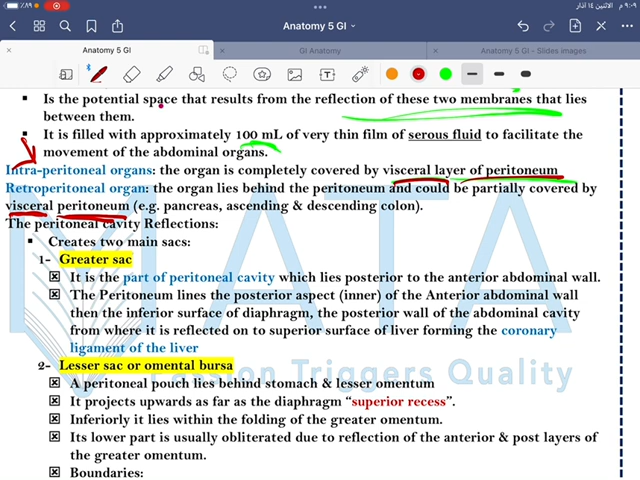 ٨٩٪
٩:٠٩ م الاثنين ١٤ آذار
Anatomy 5 GI
Anatomy 5 GI
GI Anatomy
Anatomy 5 GI - Slides images
Is the potential space that results from the reflection of these two membranes that lies
between them.
It is filled with approximately 100 mL of very thin film of serous fluid to facilitate the
movement of the abdominal organs.
Intra-peritoneal organs: the organ is completely covered by visceral layer of peritoneum
Retroperitoneal organ: the organ lies behind the peritoneum and could be partially covered by
visceral peritoneum (e.g. pancreas, ascending & descending colon).
The peritoneal cavity Reflections:
Creates two main sacs:
1- Greater sac
It is the part of peritoneal cavity which lies posterior to the anterior abdominal wall.
The Peritoneum lines the posterior aspect (inner) of the Anterior abdominal wall
then the inferior surface of diaphragm, the posterior wall of the abdominal cavity
from where it is reflected on to superior surface of liver forming the coronary
ligament of the liver
2- Lesser sac or omental bursa
A peritoneal pouch lies behind stomach & lesser omentum
It projects upwards as far as the diaphragm “superior recess”.
Inferiorly it lies within the folding of the greater omentum.
Its lower part is usually obliterated due to reflection of the anterior & post layers of
the greater omentum.
Boundaries:
Triggers Quality